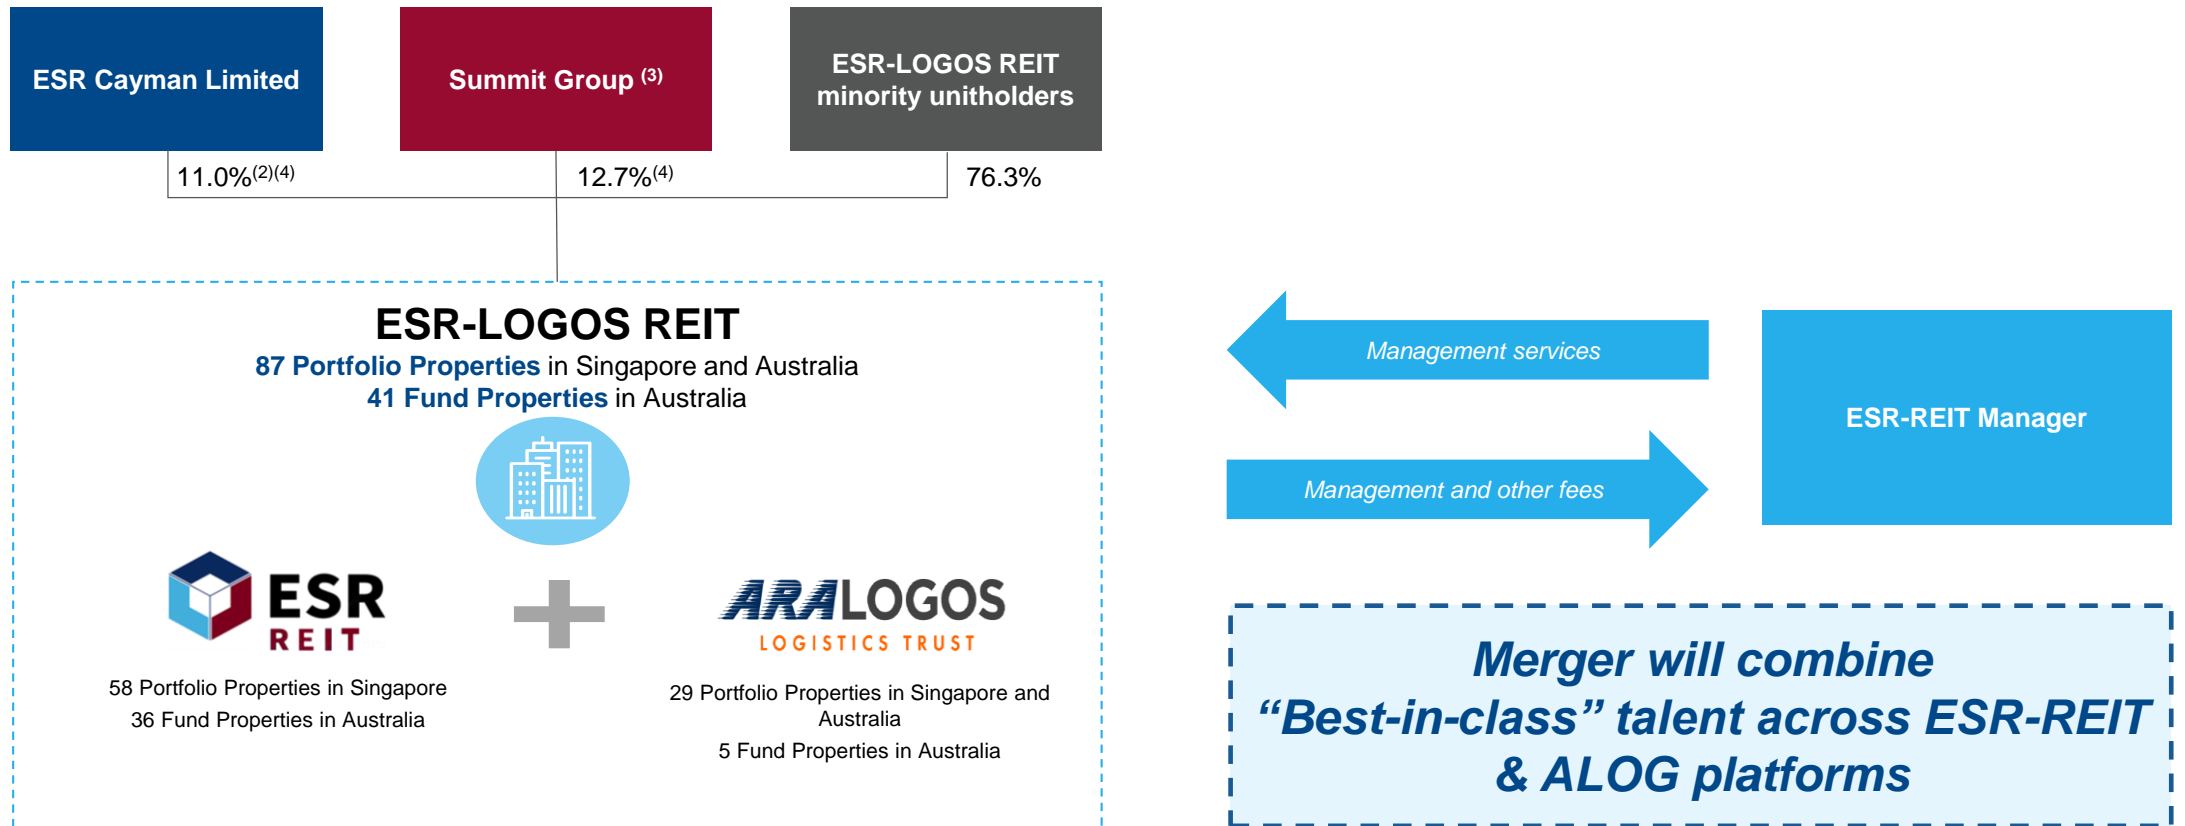 ESR Cayman Limited
Summit Group (3)
ESR-LOGOS REIT
minority unitholders
11.0%(2)(4)
12.7%(4)
76.3%
ESR-LOGOS REIT
87 Portfolio Properties in Singapore and Australia
41 Fund Properties in Australia
ESR
REIT
58 Portfolio Properties in Singapore
36 Fund Properties in Australia
ARALOGOS
LOGISTICS TRUST
29 Portfolio Properties in Singapore and
Australia
5 Fund Properties in Australia
Management services
Management and other fees
ESR-REIT Manager
Merger will combine
“Best-in-class” talent across ESR-REIT
& ALOG platforms